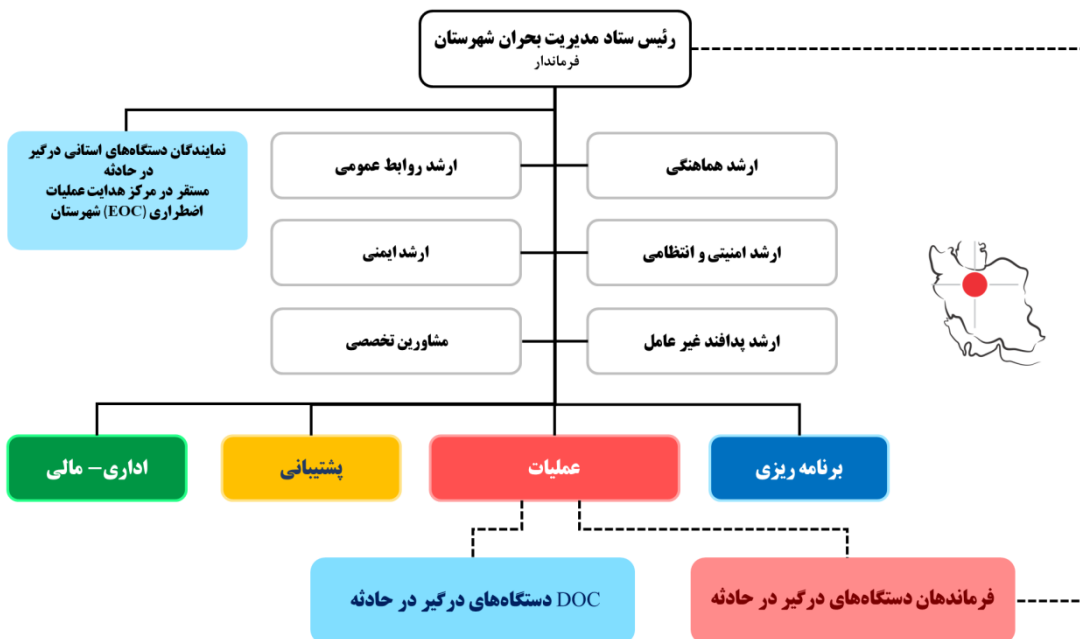 رئیس ستاد مدیریت بحران شهرستان
فرماندار
نمایندگان دستگاه‌های استانی درگیر
در حادثه
مستقر در مرکز هدایت عملیات
اضطراری (EOC) شهرستان
ارشد هماهنگی
ارشد روابط عمومی
ارشد امنیتی و انتظامی
ارشد ایمنی
ارشد پدافند غیر عامل
مشاورین تخصصی
برنامه ریزی
عملیات
پشتیبانی
اداری- مالی
فرماندهان دستگاه‌های درگیر در حادثه
DOC دستگاه‌های درگیر در حادثه